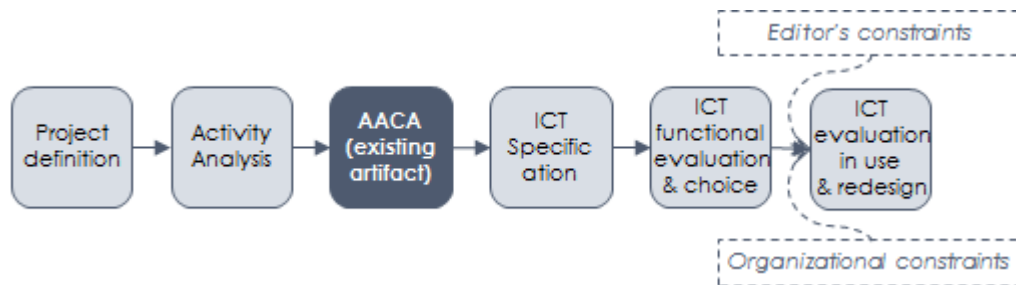 Editor's constraints
Project
definition
Activity
Analysis
AACA
(existing
artifact)
ICT
Specific
ation
ICT
functional
evaluation
& choice
ICT
evaluation
in use
& redesign
Organizational constraints